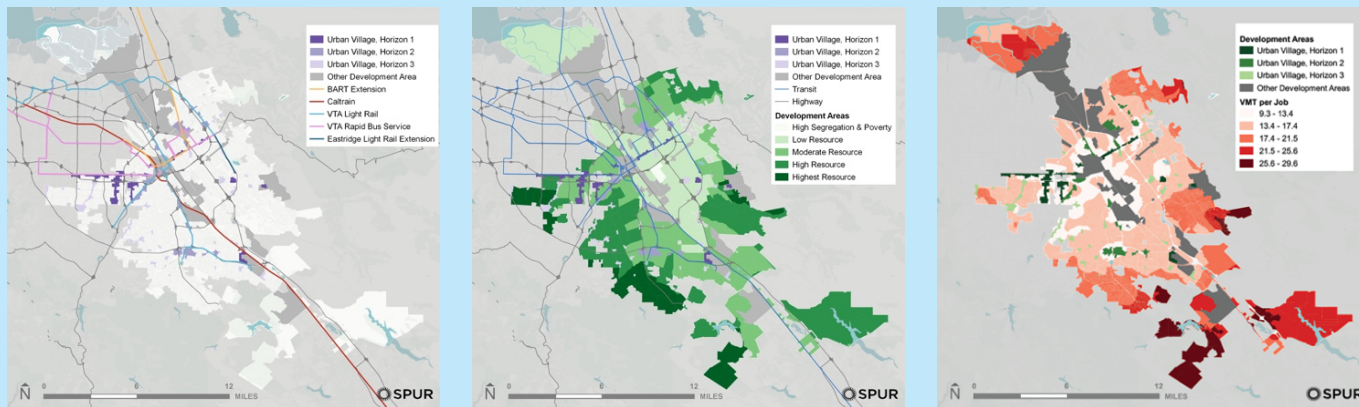 Urban Village, Horizon 1
Urban Village, Horizon 2
Urban Village, Horizon 3
Other Development Area
BART Extension
Caltrain
VTA Light Rail
VTA Rapid Bus Service
Eastridge Light Rail Extension
N
0
6
12
MILES
SPUR
Urban Village, Horizon 1
Urban Village, Horizon 2
Urban Village, Horizon 3
Other Development Area
Transit
Highway
Development Areas
High Segregation & Poverty
Low Resource
Moderate Resource
High Resource
Highest Resource
N
0
6
12
MILES
SPUR
Development Areas
Urban Village, Horizon 1
Urban Village, Horizon 2
Urban Village, Horizon 3
Other Development Areas
VMT per Job
9.3 - 13.4
13.4 - 17.4
17.4 - 21.5
21.5 - 25.6
25.6 - 29.6
N
0
6
12
MILES
SPUR